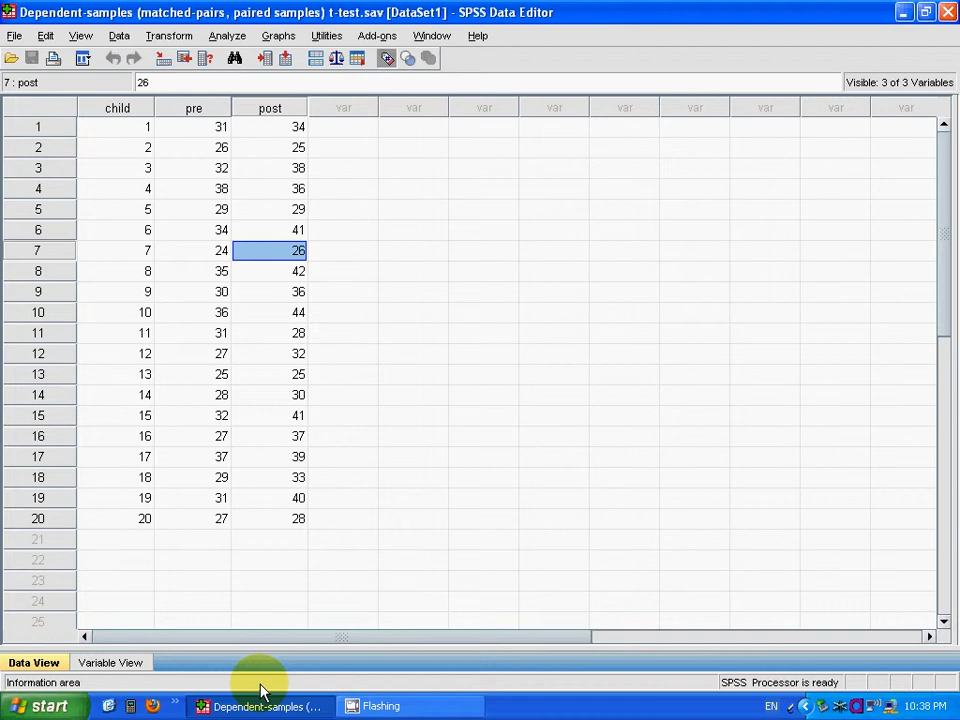 Dependent-samples (matched-pairs, paired samples) t-test.sav [DataSet1] - SPSS Data Editor
File Edit View Data Transform Analyze Graphs Utilities Add-ons Window Help
7 : post 26 Visible: 3 of 3 Variables
child pre post var var var var var var var var var
1 1 31 34
2 2 26 25
3 3 32 38
4 4 38 36
5 5 29 29
6 6 34 41
7 7 24 26
8 8 35 42
9 9 30 36
10 10 36 44
11 11 31 28
12 12 27 32
13 13 25 25
14 14 28 30
15 15 32 41
16 16 27 37
17 17 37 39
18 18 29 33
19 19 31 40
20 20 27 28
21
22
23
24
25
Data View Variable View
Information area SPSS Processor is ready
start Dependent-samples (... Flashing EN 10:38 PM